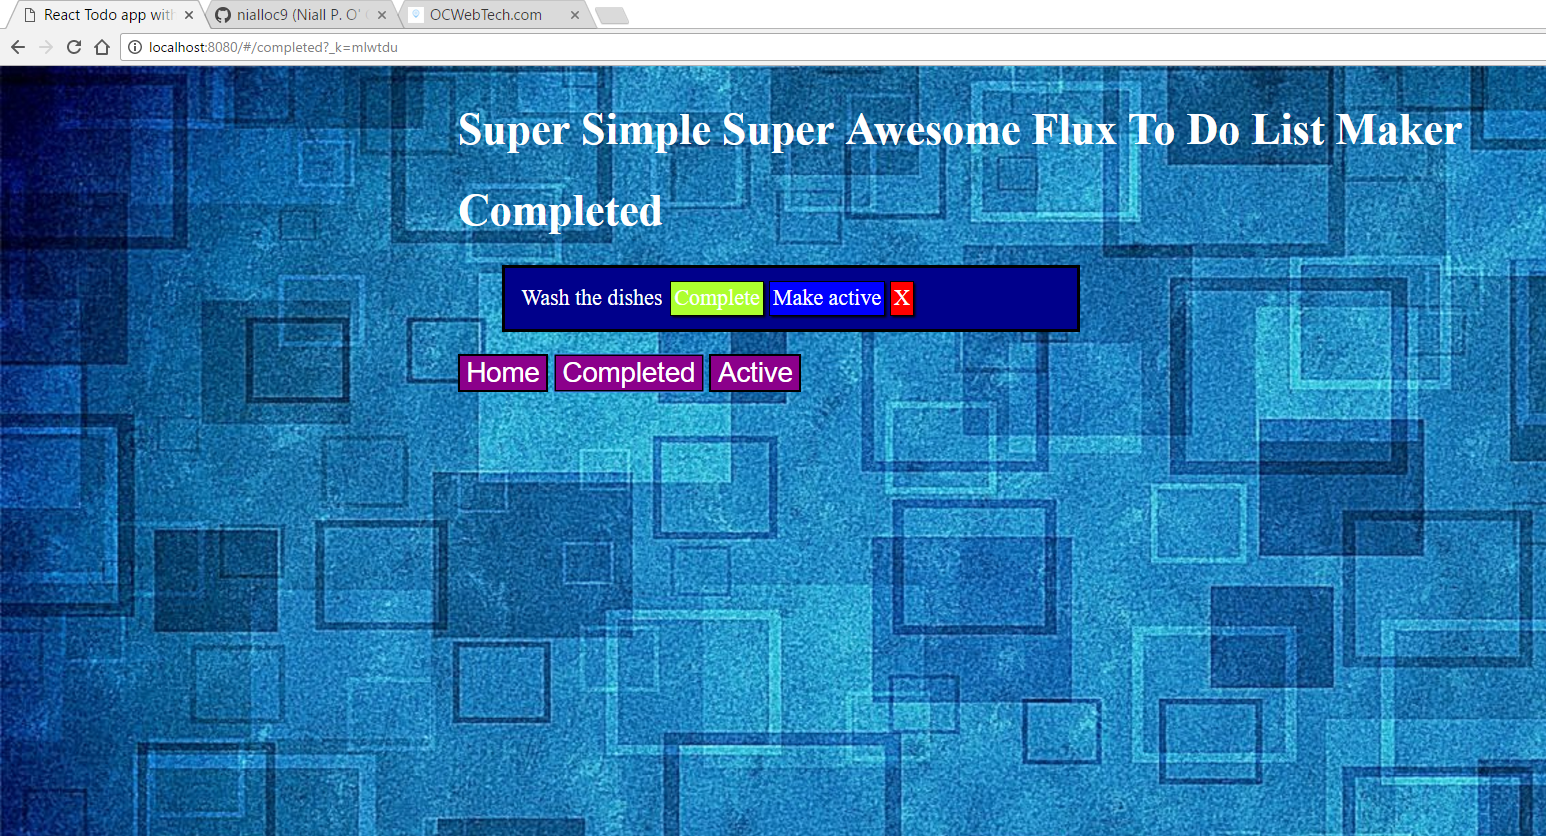 React Todo app with
nialloc9 (Niall P. O'
OCWebTech.com
localhost:8080/#/completed?_k=mlwtdu
Super Simple Super Awesome Flux To Do List Maker
Completed
Wash the dishes Complete Make active X
Home Completed Active